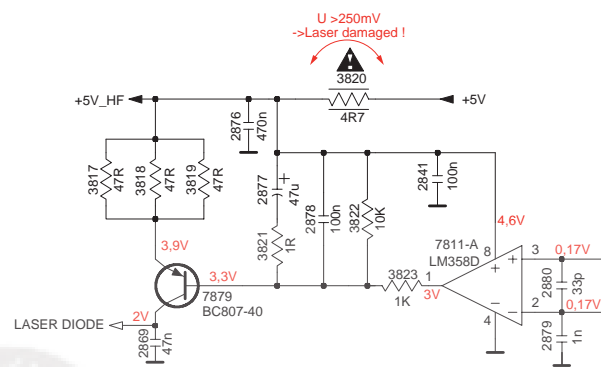 U >250mV
->Laser damaged !
3820
4R7
+5V_HF
+5V
2876
470n
3817
47R
3818
47R
3819
47R
2877
+
47u
2878
100n
3822
10K
2841
100n
3821
1R
4,6V
7811-A
LM358D
8
+
+
3
0,17V
3,9V
3,3V
3823
1K
1
3V
2880
33p
7879
BC807-40
-
-
4
2
0,17V
2879
1n
LASER DIODE
2V
2869
47n